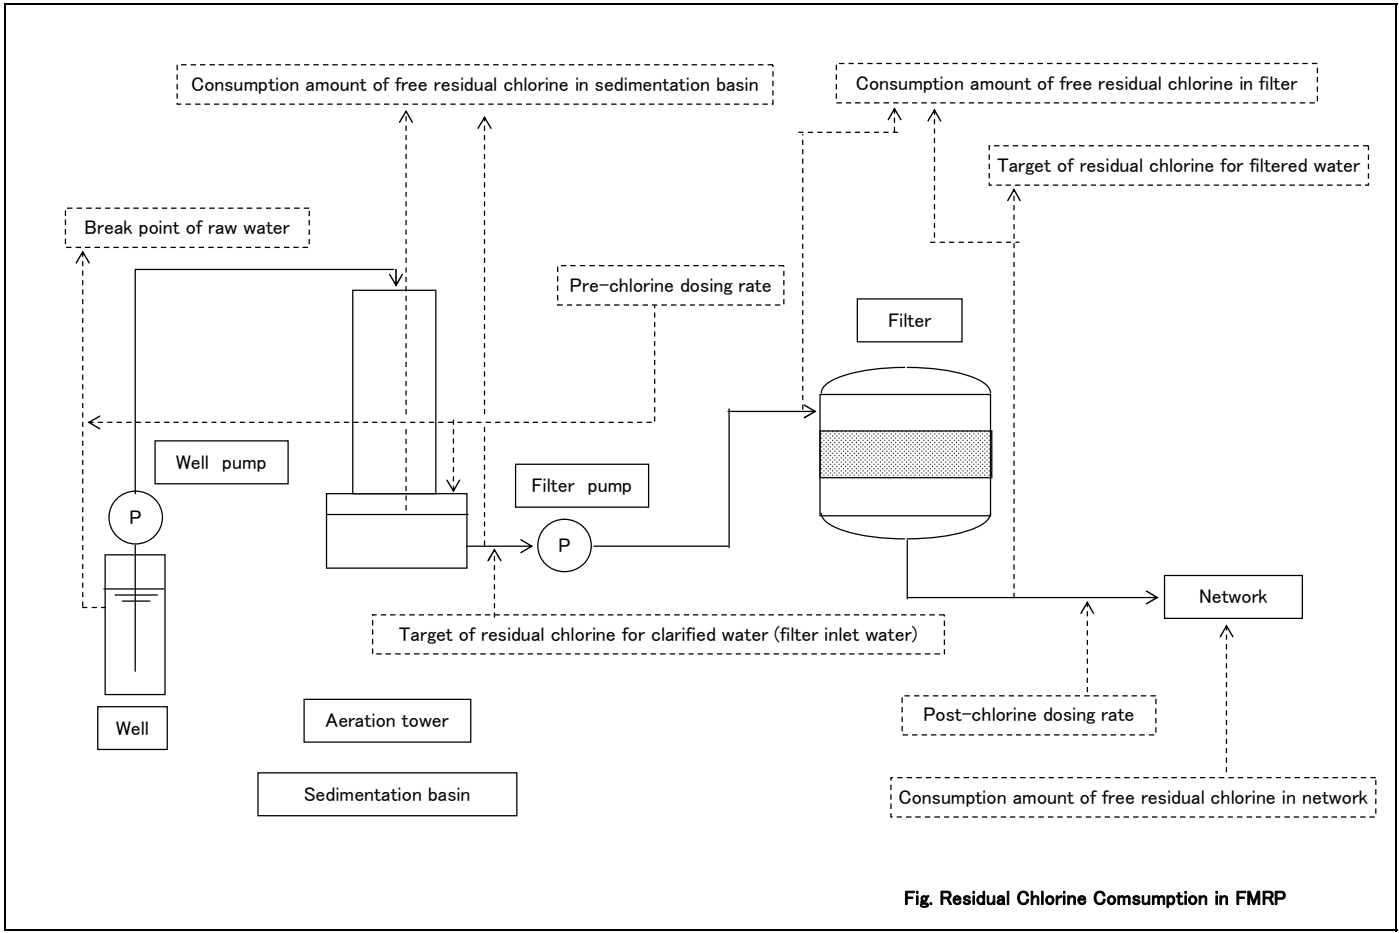 Consumption amount of free residual chlorine in sedimentation basin
Consumption amount of free residual chlorine in filter
Target of residual chlorine for filtered water
Break point of raw water
Pre-chlorine dosing rate
Filter
Well pump
Filter pump
P
P
Network
Target of residual chlorine for clarified water (filter inlet water)
Post-chlorine dosing rate
Aeration tower
Well
Sedimentation basin
Consumption amount of free residual chlorine in network
Fig. Residual Chlorine Comsumption in FMRP